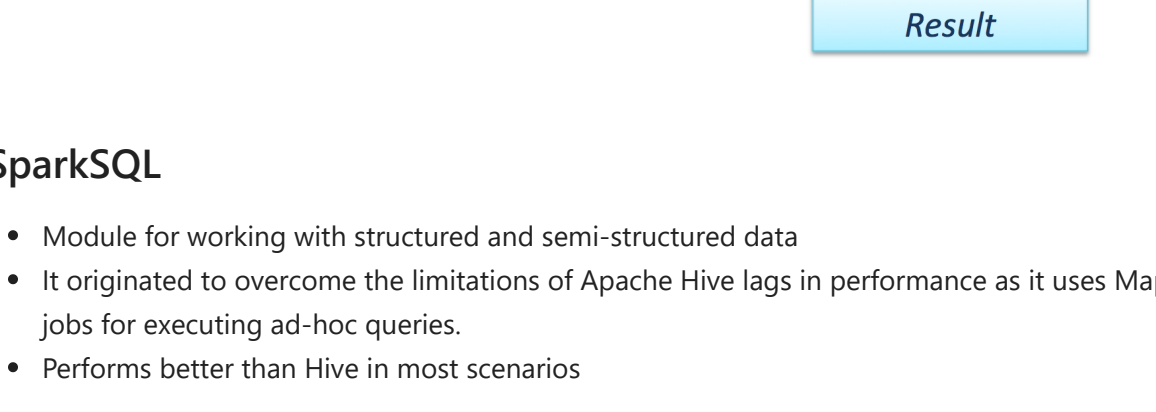 Result
SparkSQL
• Module for working with structured and semi-structured data
• It originated to overcome the limitations of Apache Hive lags in performance as it uses
jobs for executing ad-hoc queries.
• Performs better than Hive in most scenarios